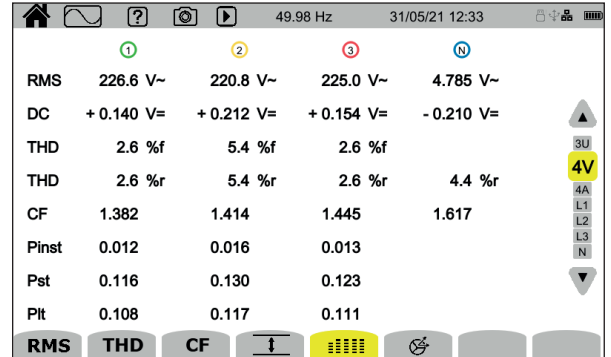 ? 49.98 Hz 31/05/21 12:33
1 2 3 N
RMS 226.6 V~ 220.8 V~ 225.0 V~ 4.785 V~
DC + 0.140 V= + 0.212 V= + 0.154 V= - 0.210 V=
THD 2.6 %f 5.4 %f 2.6 %f
THD 2.6 %r 5.4 %r 2.6 %r 4.4 %r
CF 1.382 1.414 1.445 1.617
Pinst 0.012 0.016 0.013
Pst 0.116 0.130 0.123
Plt 0.108 0.117 0.111
3U
4V
4A
L1
L2
L3
N
RMS THD CF